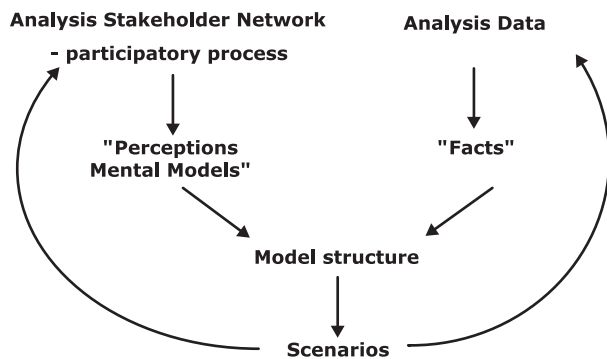 Analysis Stakeholder Network
- participatory process
Analysis Data
"Perceptions
Mental Models"
"Facts"
Model structure
Scenarios